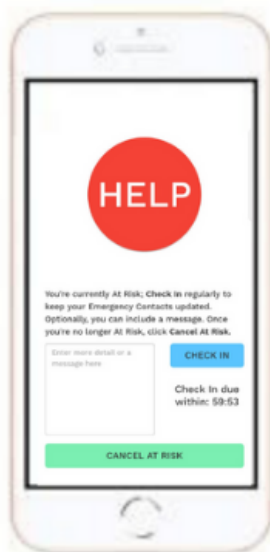 HELP
You're currently At Risk; Check In regularly to
keep your Emergency Contacts updated.
Optionally, you can include a message. Once
you're no longer At Risk, click Cancel At Risk.
Enter more detail or a
message here
CHECK IN
Check In due
within: 59:53
CANCEL AT RISK